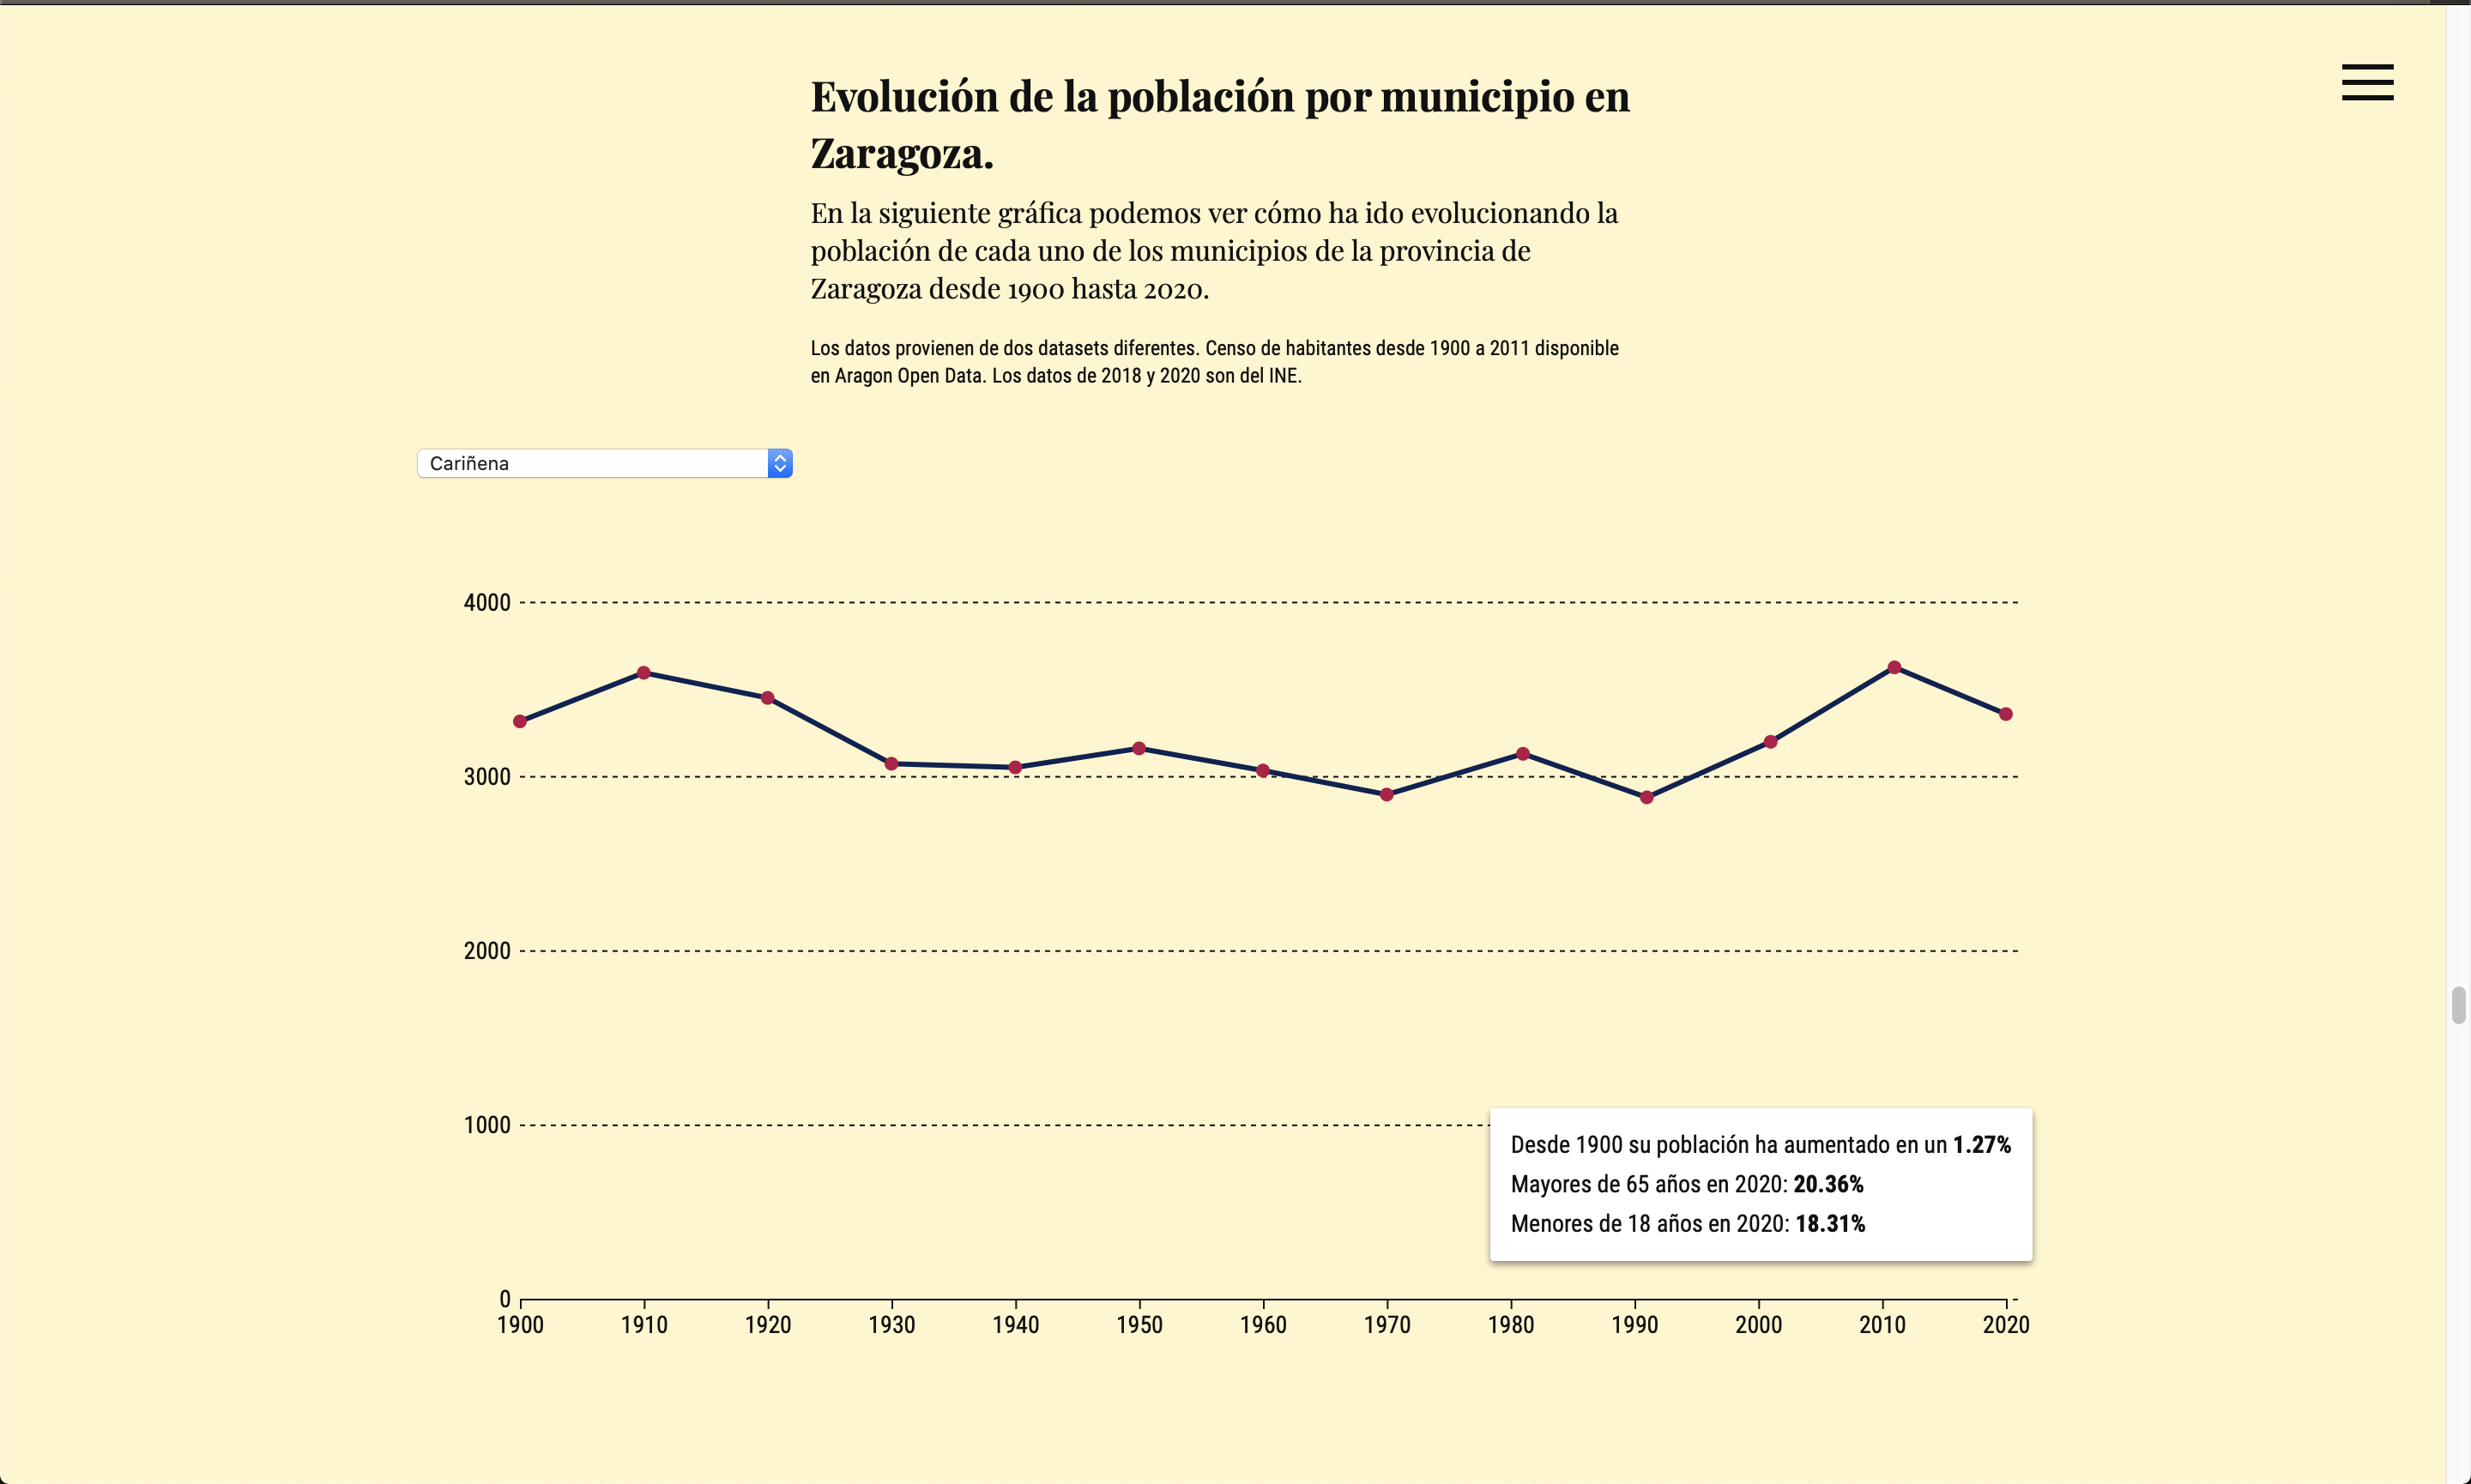 Evolución de la población por municipio en
Zaragoza.
En la siguiente gráfica podemos ver cómo ha ido evolucionando la
población de cada uno de los municipios de la provincia de
Zaragoza desde 1900 hasta 2020.
Los datos provienen de dos datasets diferentes. Censo de habitantes desde 1900 a 2011 disponible
en Aragon Open Data. Los datos de 2018 y 2020 son del INE.
Cariñena
4000
3000
2000
1000
Desde 1900 su población ha aumentado en un 1.27%
Mayores de 65 años en 2020: 20.36%
Menores de 18 años en 2020: 18.31%
0
1900 1910 1920 1930 1940 1950 1960 1970 1980 1990 2000 2010 2020